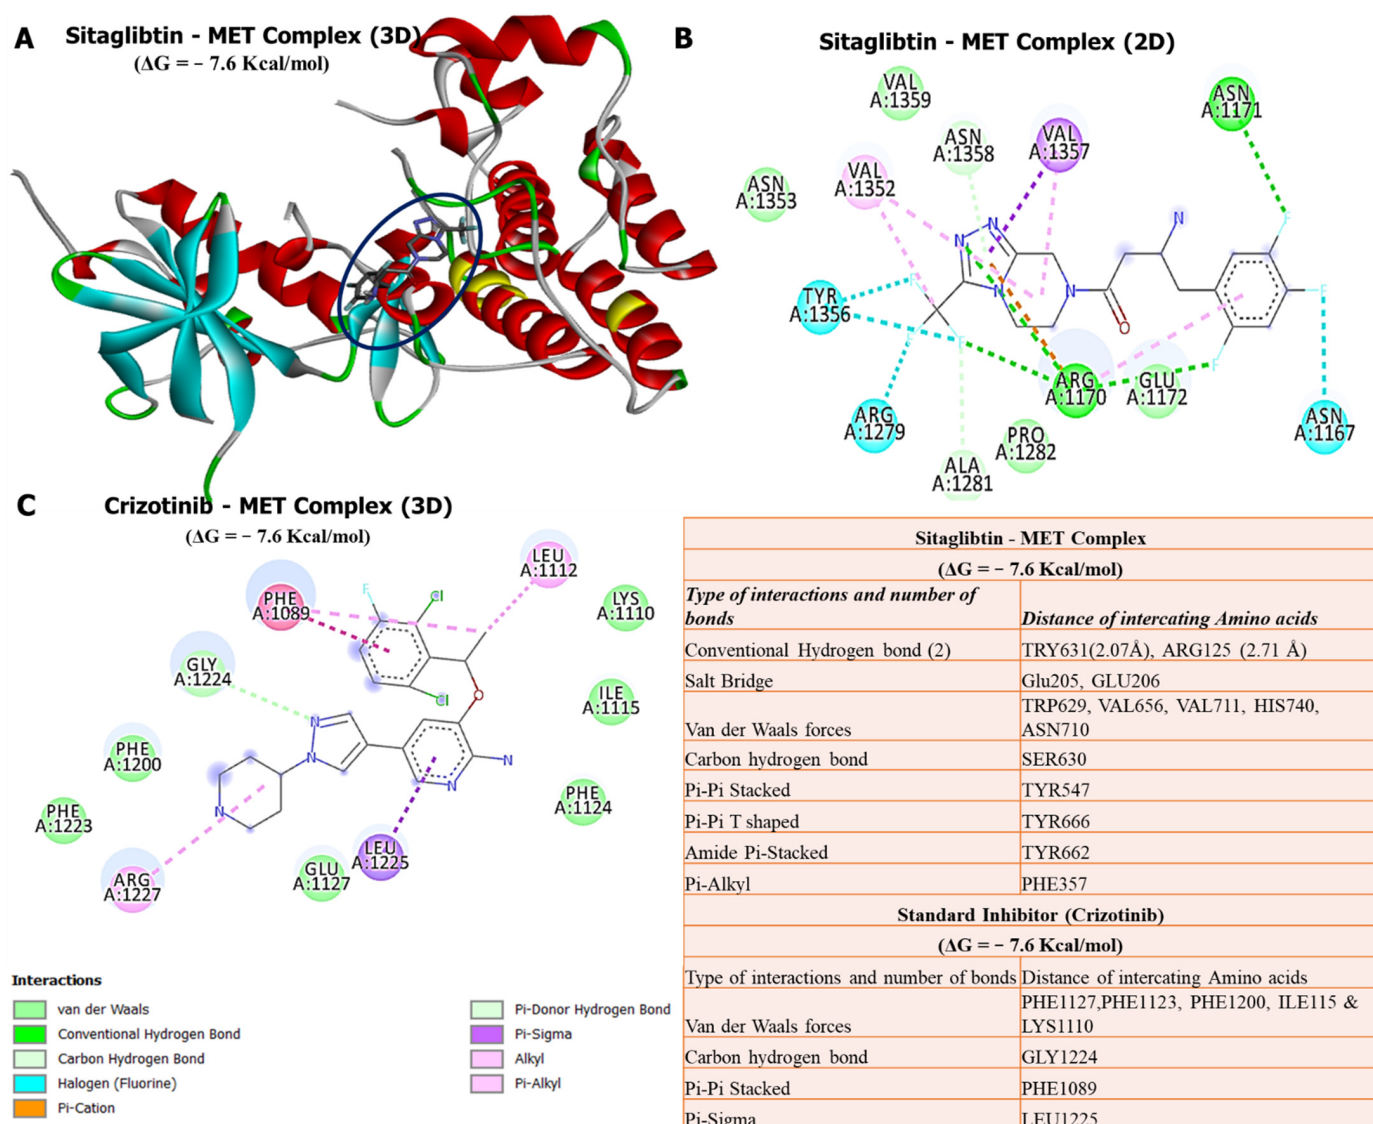 A
Sitaglibtin - MET Complex (3D)
(ΔG = – 7.6 Kcal/mol)
B
Sitaglibtin - MET Complex (2D)
VAL
A:1359
ASN
A:1358
VAL
A:1357
ASN
A:1171
ASN
A:1353
VAL
A:1352
N
N
N
N
N
O
F
F
F
F
F
F
TYR
A:1356
ARG
A:1279
ALA
A:1281
PRO
A:1282
ARG
A:1170
GLU
A:1172
ASN
A:1167
C
Crizotinib - MET Complex (3D)
(ΔG = – 7.6 Kcal/mol)
LEU
A:1112
PHE
A:1089
LYS
A:1110
GLY
A:1224
ILE
A:1115
PHE
A:1200
PHE
A:1223
PHE
A:1124
LEU
A:1225
GLU
A:1127
ARG
A:1227
F
Cl
Cl
O
N
N
N
N
N
Interactions
van der Waals
Conventional Hydrogen Bond
Carbon Hydrogen Bond
Halogen (Fluorine)
Pi-Cation
Pi-Donor Hydrogen Bond
Pi-Sigma
Alkyl
Pi-Alkyl
Sitaglibtin - MET Complex
(ΔG = – 7.6 Kcal/mol)
Type of interactions and number of
bonds
Distance of intercating Amino acids
Conventional Hydrogen bond (2)
TRY631(2.07Å), ARG125 (2.71 Å)
Salt Bridge
Glu205, GLU206
Van der Waals forces
TRP629, VAL656, VAL711, HIS740,
ASN710
Carbon hydrogen bond
SER630
Pi-Pi Stacked
TYR547
Pi-Pi T shaped
TYR666
Amide Pi-Stacked
TYR662
Pi-Alkyl
PHE357
Standard Inhibitor (Crizotinib)
(ΔG = – 7.6 Kcal/mol)
Type of interactions and number of bonds
Distance of intercating Amino acids
Van der Waals forces
PHE1127,PHE1123, PHE1200, ILE115 &
LYS1110
Carbon hydrogen bond
GLY1224
Pi-Pi Stacked
PHE1089
Pi-Sigma
LEU1225